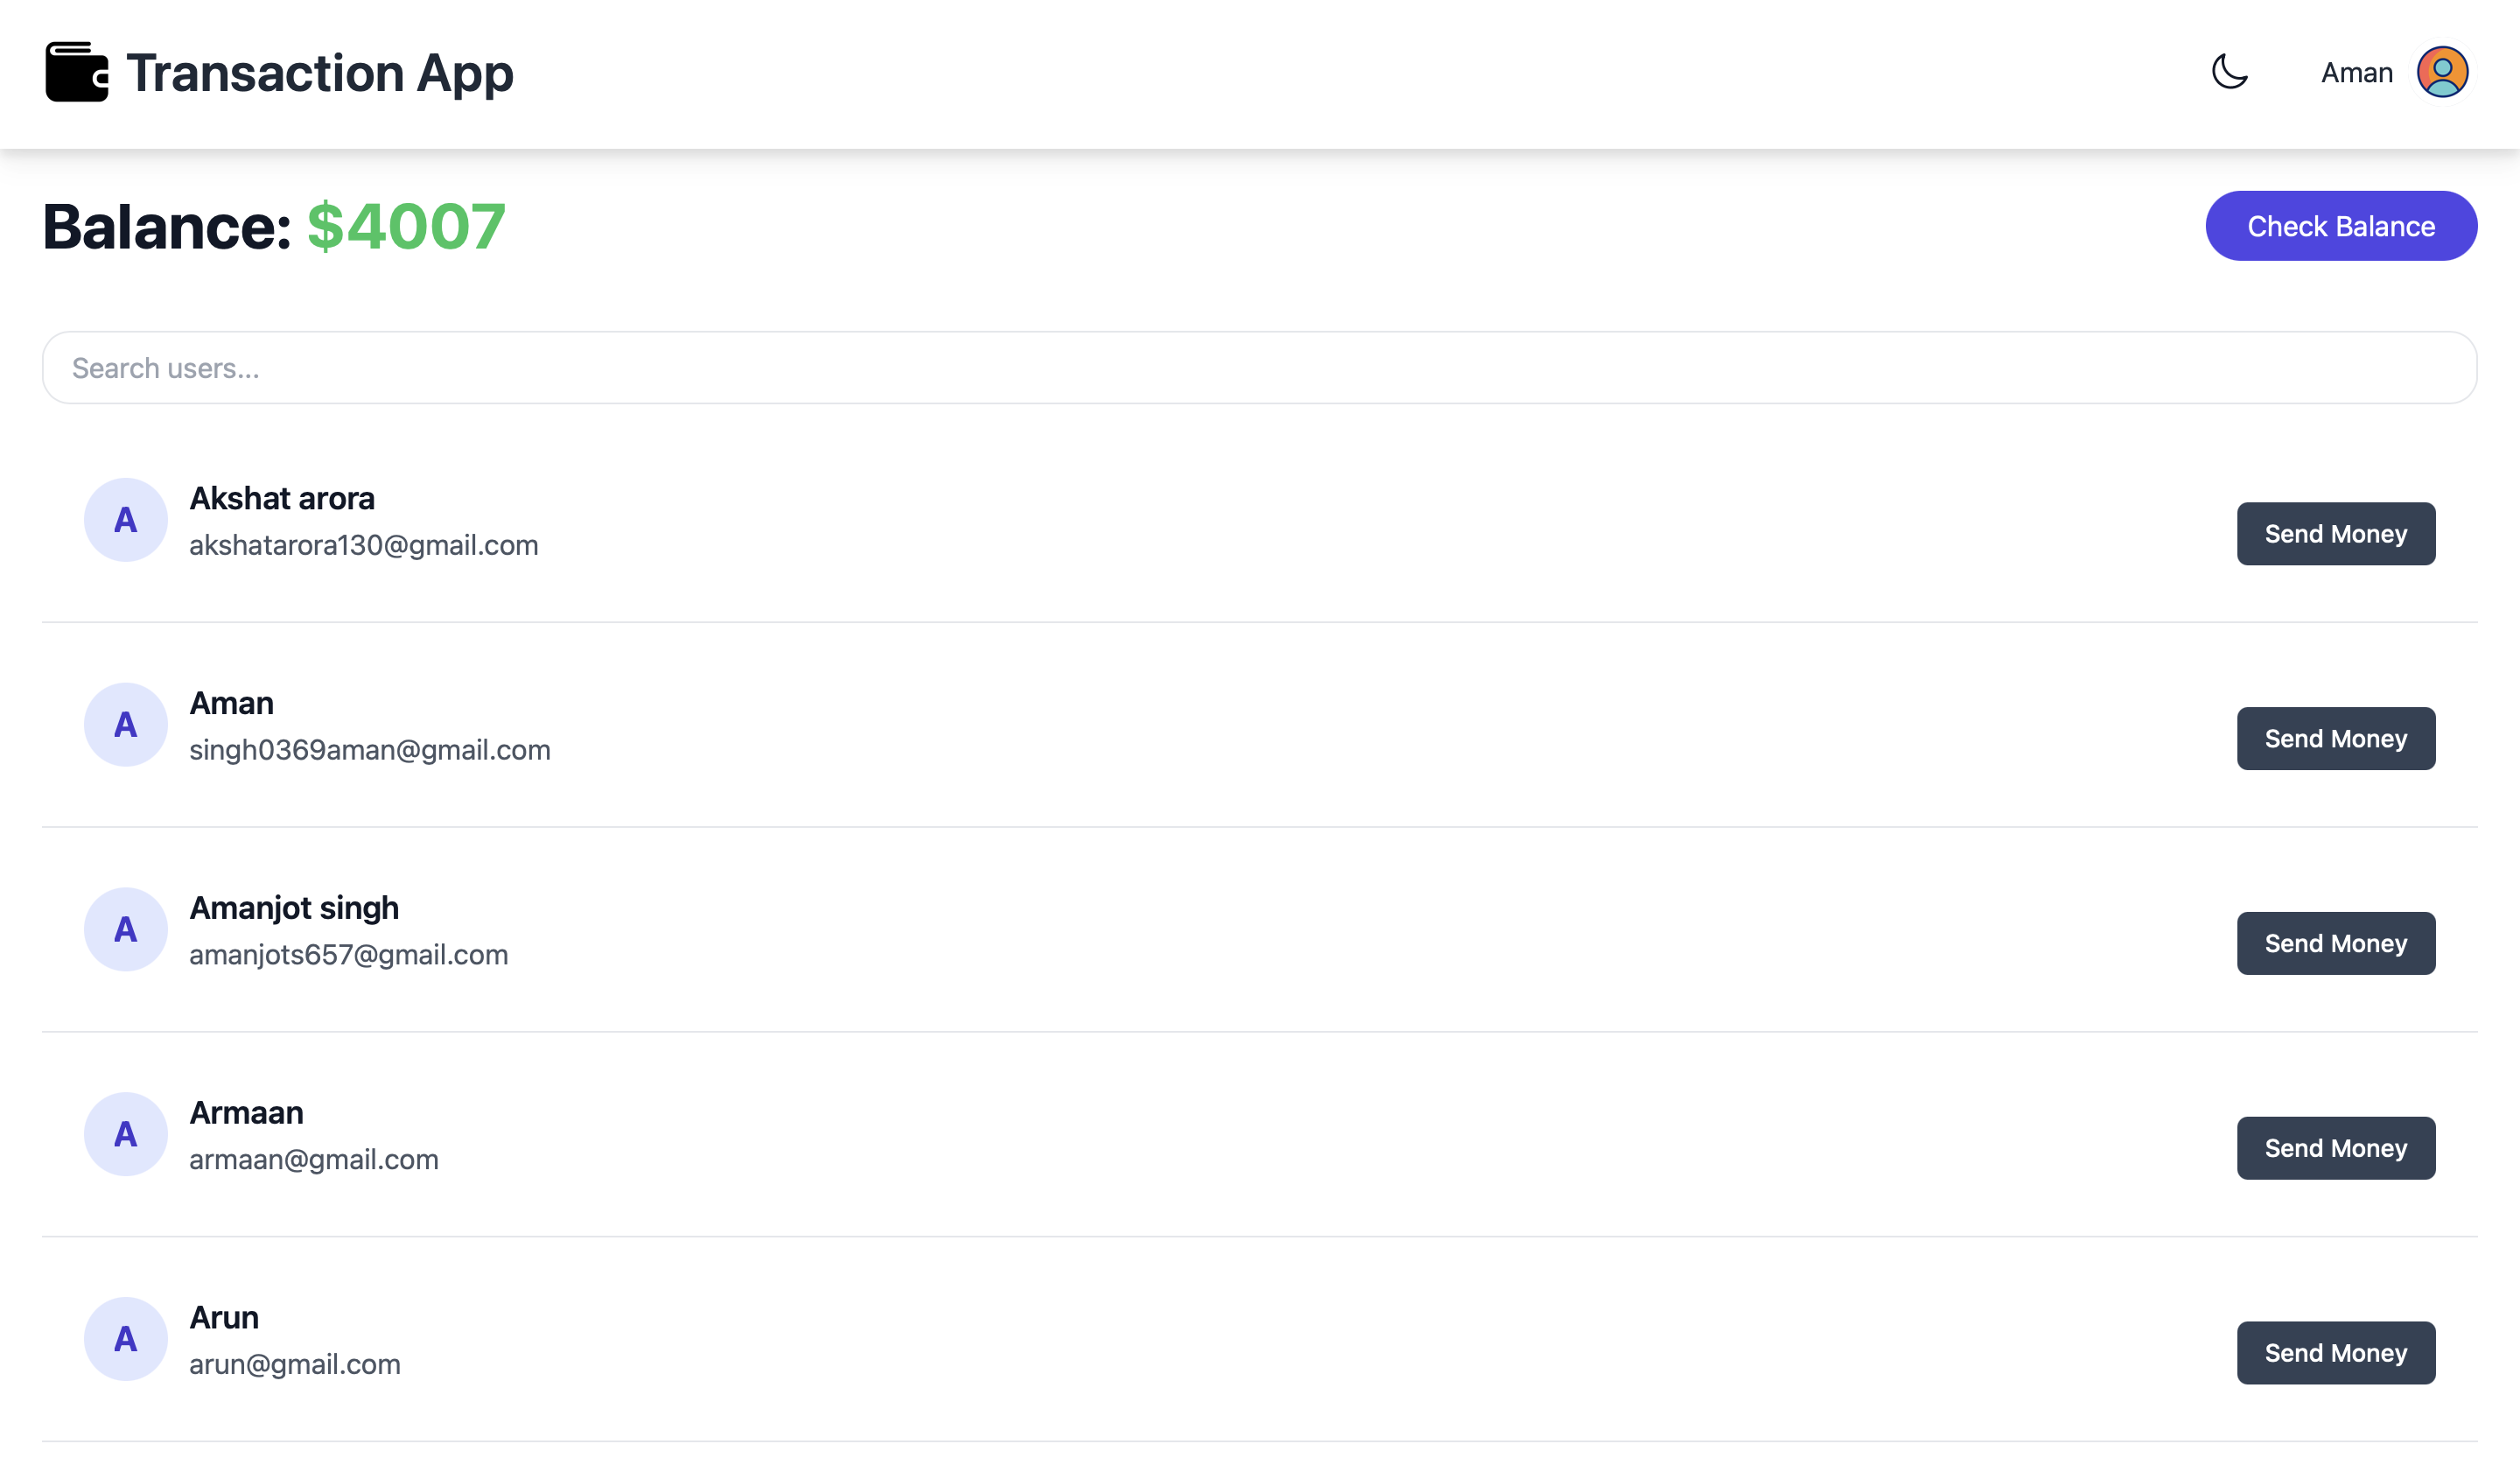 Transaction App
Aman
Balance: $4007
Check Balance
Search users...
A
Akshat arora
akshatarora130@gmail.com
Send Money
A
Aman
singh0369aman@gmail.com
Send Money
A
Amanjot singh
amanjots657@gmail.com
Send Money
A
Armaan
armaan@gmail.com
Send Money
A
Arun
arun@gmail.com
Send Money